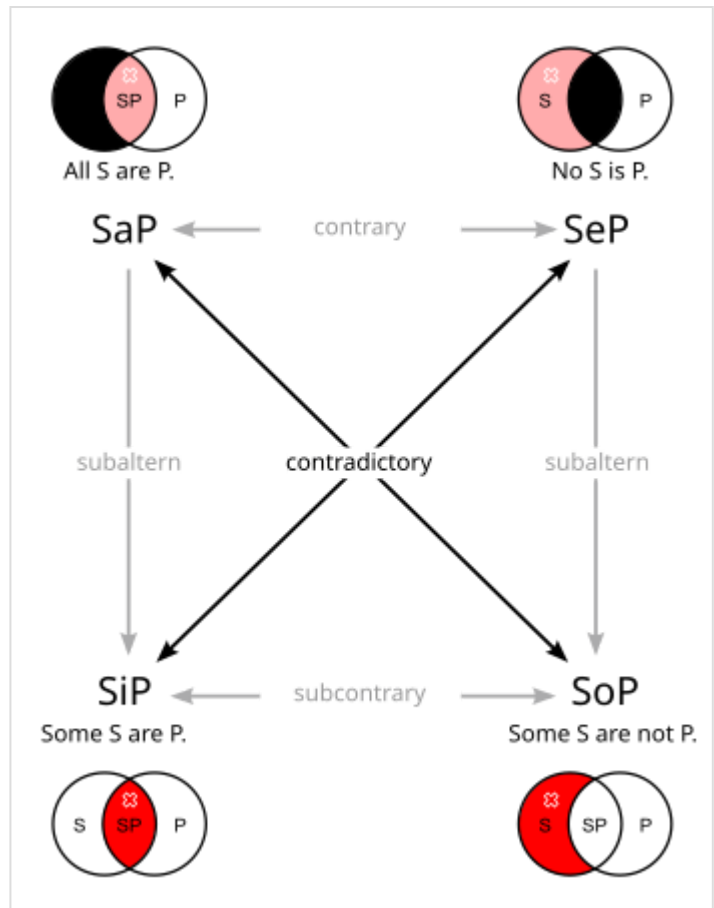 SP P
S P
All S are P.
No S is P.
SaP
contrary
SeP
subaltern
contradictory
subaltern
SiP
subcontrary
SoP
Some S are P.
Some S are not P.
S SP P
S SP P